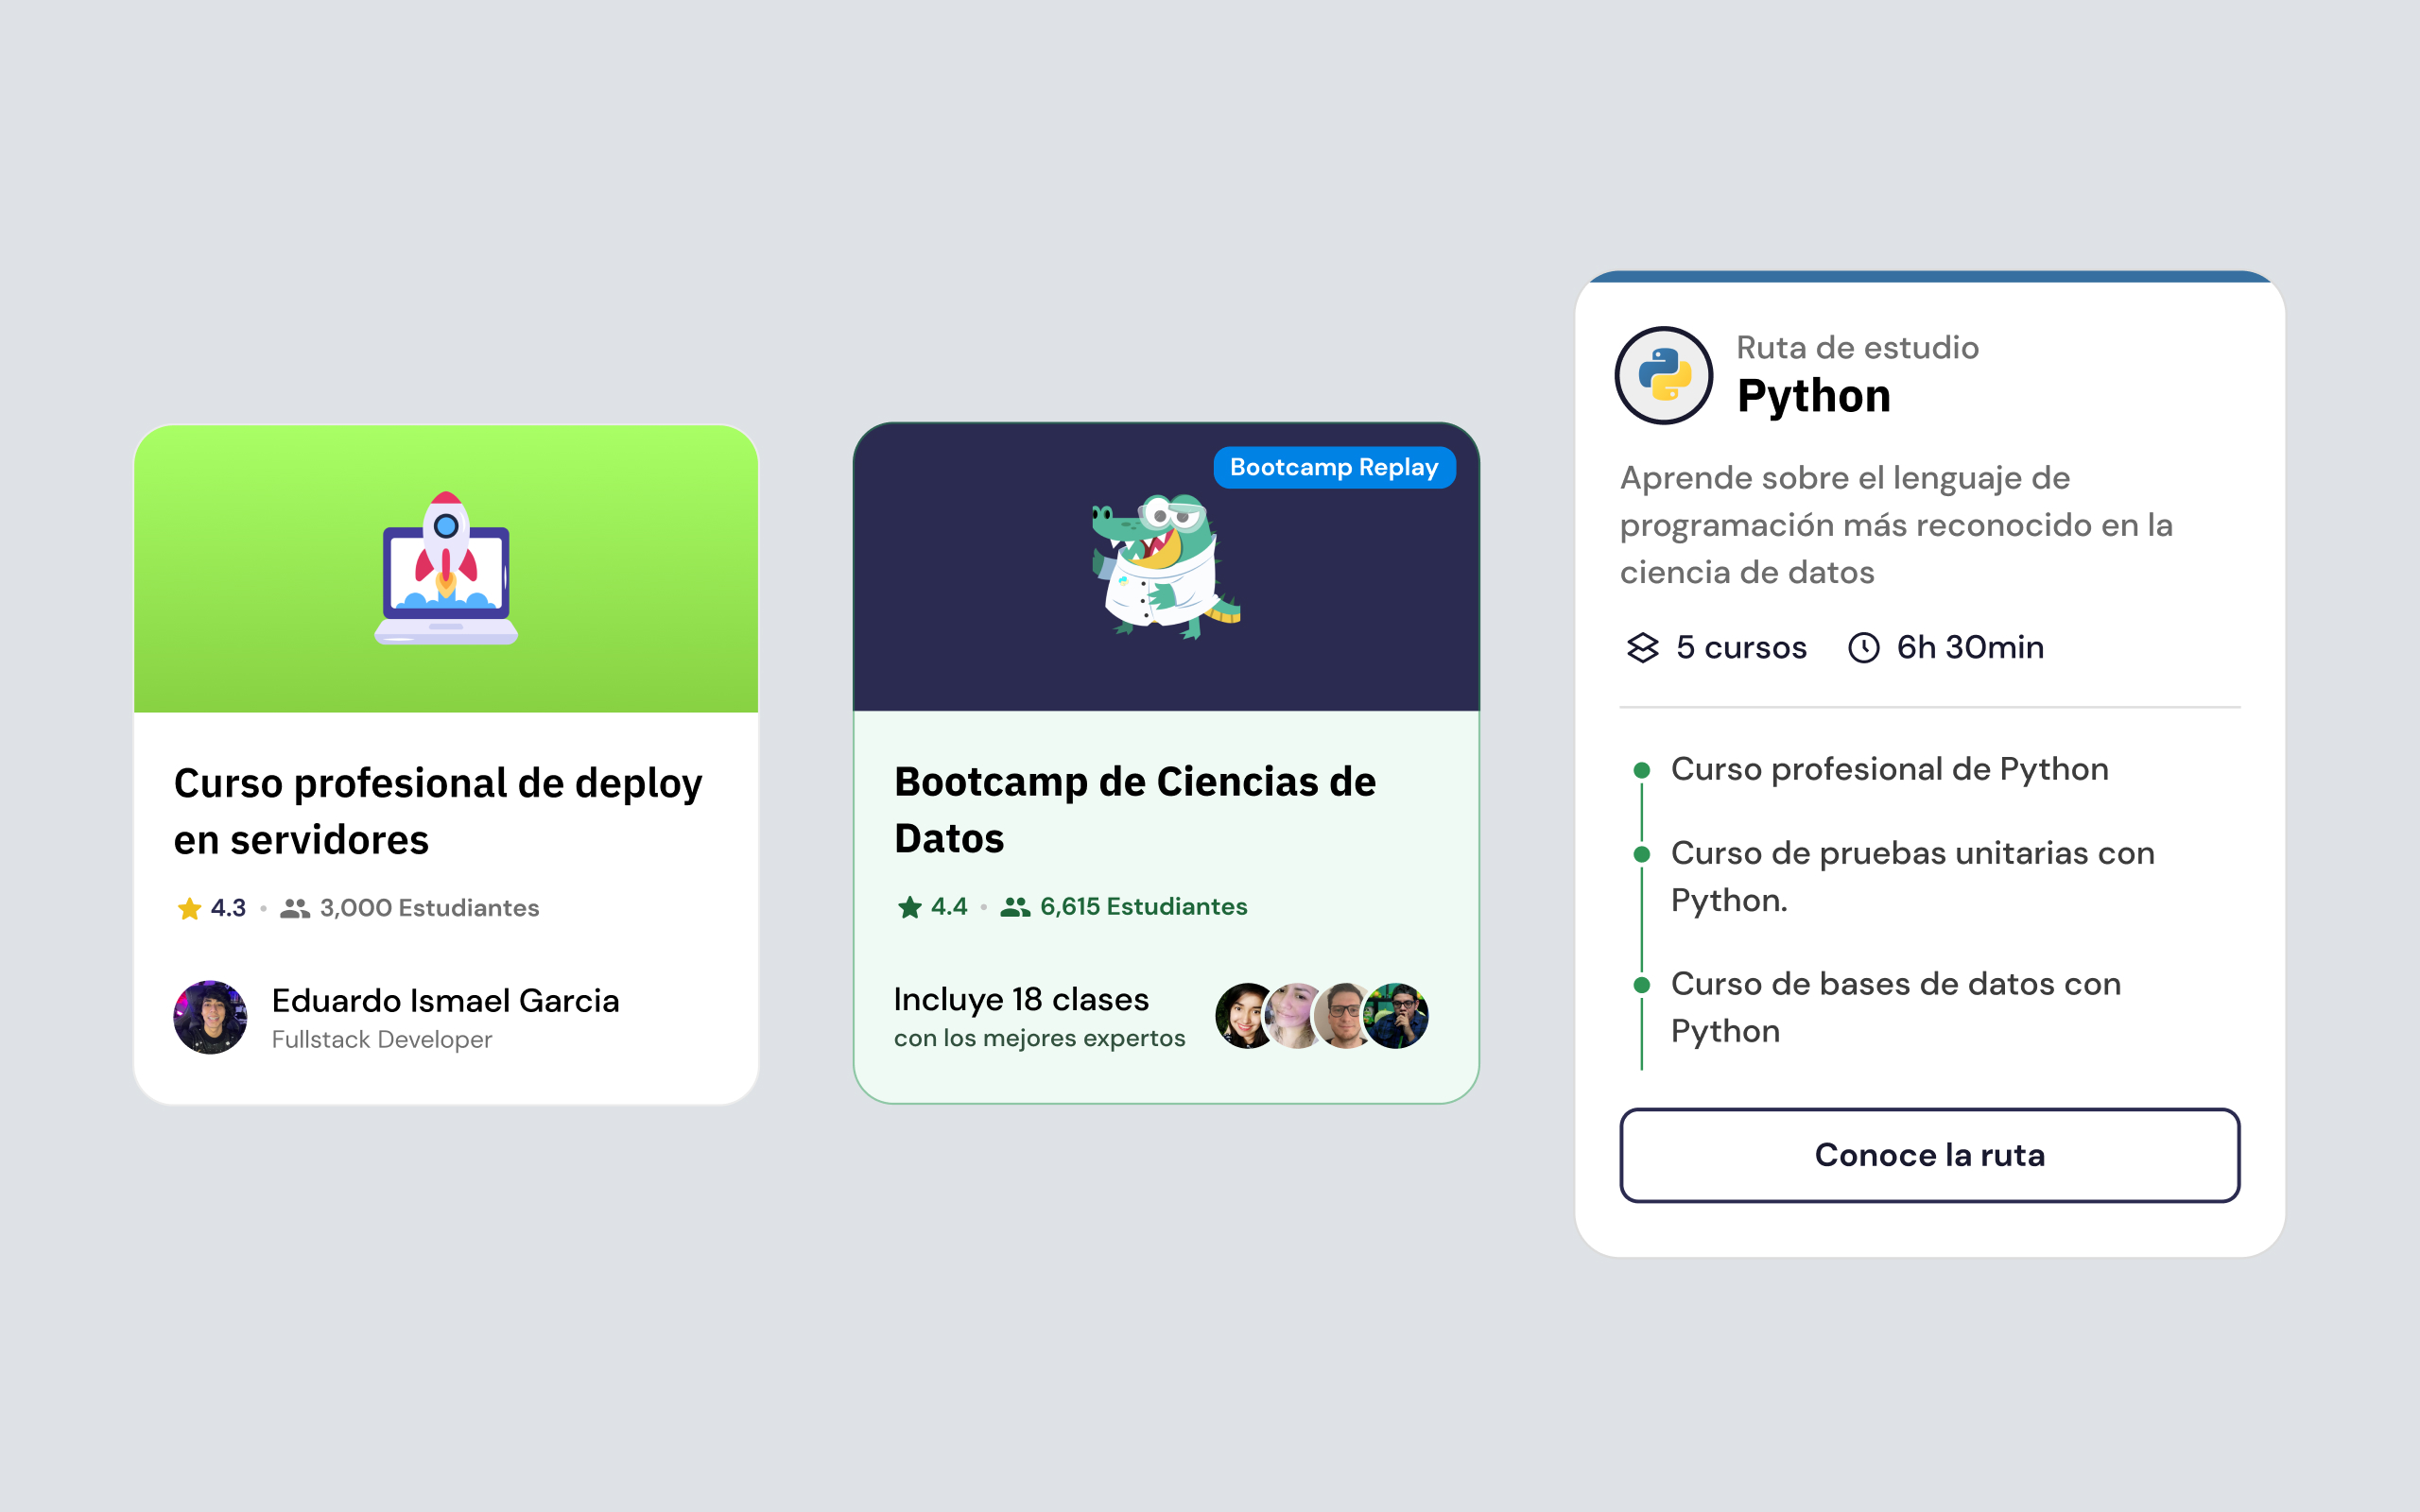 Curso profesional de deploy
en servidores
4.3 • 3,000 Estudiantes
Eduardo Ismael Garcia
Fullstack Developer
Bootcamp Replay
Bootcamp de Ciencias de
Datos
4.4 • 6,615 Estudiantes
Incluye 18 clases
con los mejores expertos
Ruta de estudio
Python
Aprende sobre el lenguaje de
programación más reconocido en la
ciencia de datos
5 cursos 6h 30min
Curso profesional de Python
Curso de pruebas unitarias con
Python.
Curso de bases de datos con
Python
Conoce la ruta